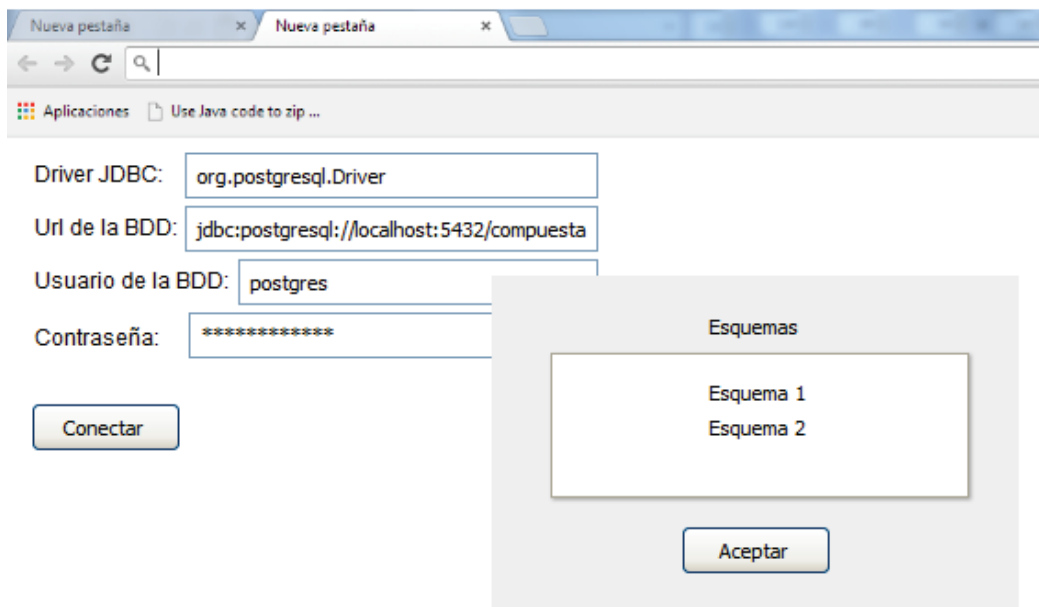 Nueva pestaña
Nueva pestaña
Aplicaciones Use Java code to zip ...
Driver JDBC: org.postgresql.Driver
Url de la BDD: jdbc:postgresql://localhost:5432/compuesta
Usuario de la BDD: postgres
Contraseña: *************
Conectar
Esquemas
Esquema 1
Esquema 2
Aceptar